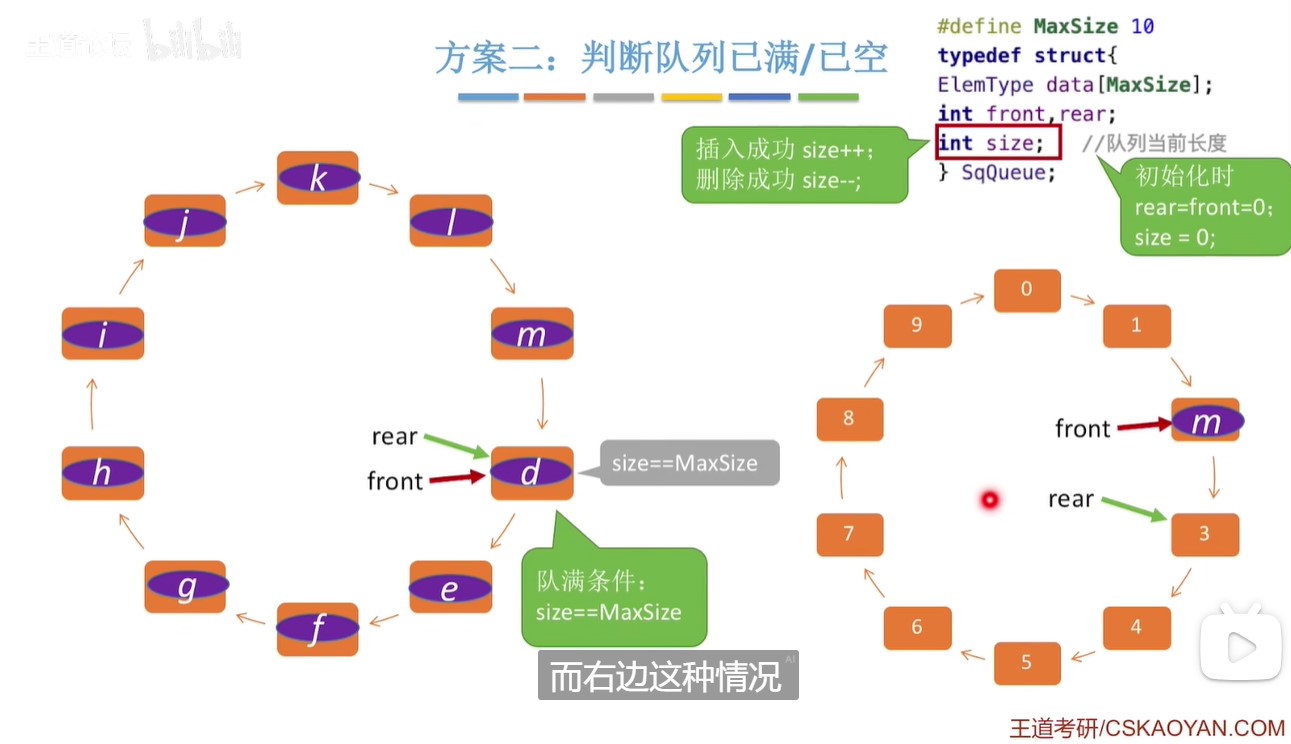 bilibili
方案二：判断队列已满/已空
#define MaxSize 10
typedef struct{
ElemType data[MaxSize];
int front,rear;
int size; //队列当前长度
} SqQueue;
插入成功 size++；
删除成功 size--;
初始化时
rear=front=0；
size = 0;
k
j
l
i
m
h
d
g
e
f
rear
front
size==MaxSize
队满条件：
size==MaxSize
0
9
1
8
m
front
rear
7
3
6
4
5
而右边这种情况
AI
王道考研/CSKAOYAN.COM